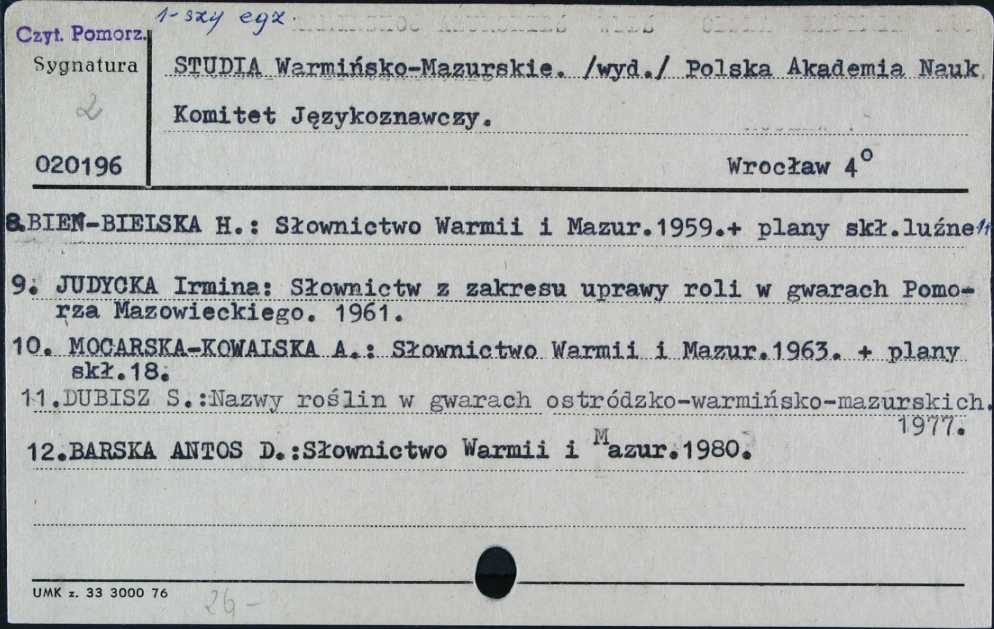 1-szy egz.
Czyt. Pomorz.
Sygnatura
STUDIA Warmińsko-Mazurskie. /wyd./ Polska Akademia Nauk
2
Komitet Językoznawczy.
020196
Wrocław 4°
8.BIEŃ-BIELSKA H.: Słownictwo Warmii i Mazur.1959.+ plany skł.luźne
9. JUDYCKA Irmina: Słownictw z zakresu uprawy roli w gwarach Pomo-
rza Mazowieckiego. 1961.
10. MOCARSKA-KOWALSKA A.: Słownictwo Warmii i Mazur.1963. + plany
skł.18.
11.DUBISZ S.:Nazwy roślin w gwarach ostródzko-warmińsko-mazurskich.
1977.
12.BARSKA ANTOS D.:Słownictwo Warmii i Mazur.1980.
UMK z. 33 3000 76
26-